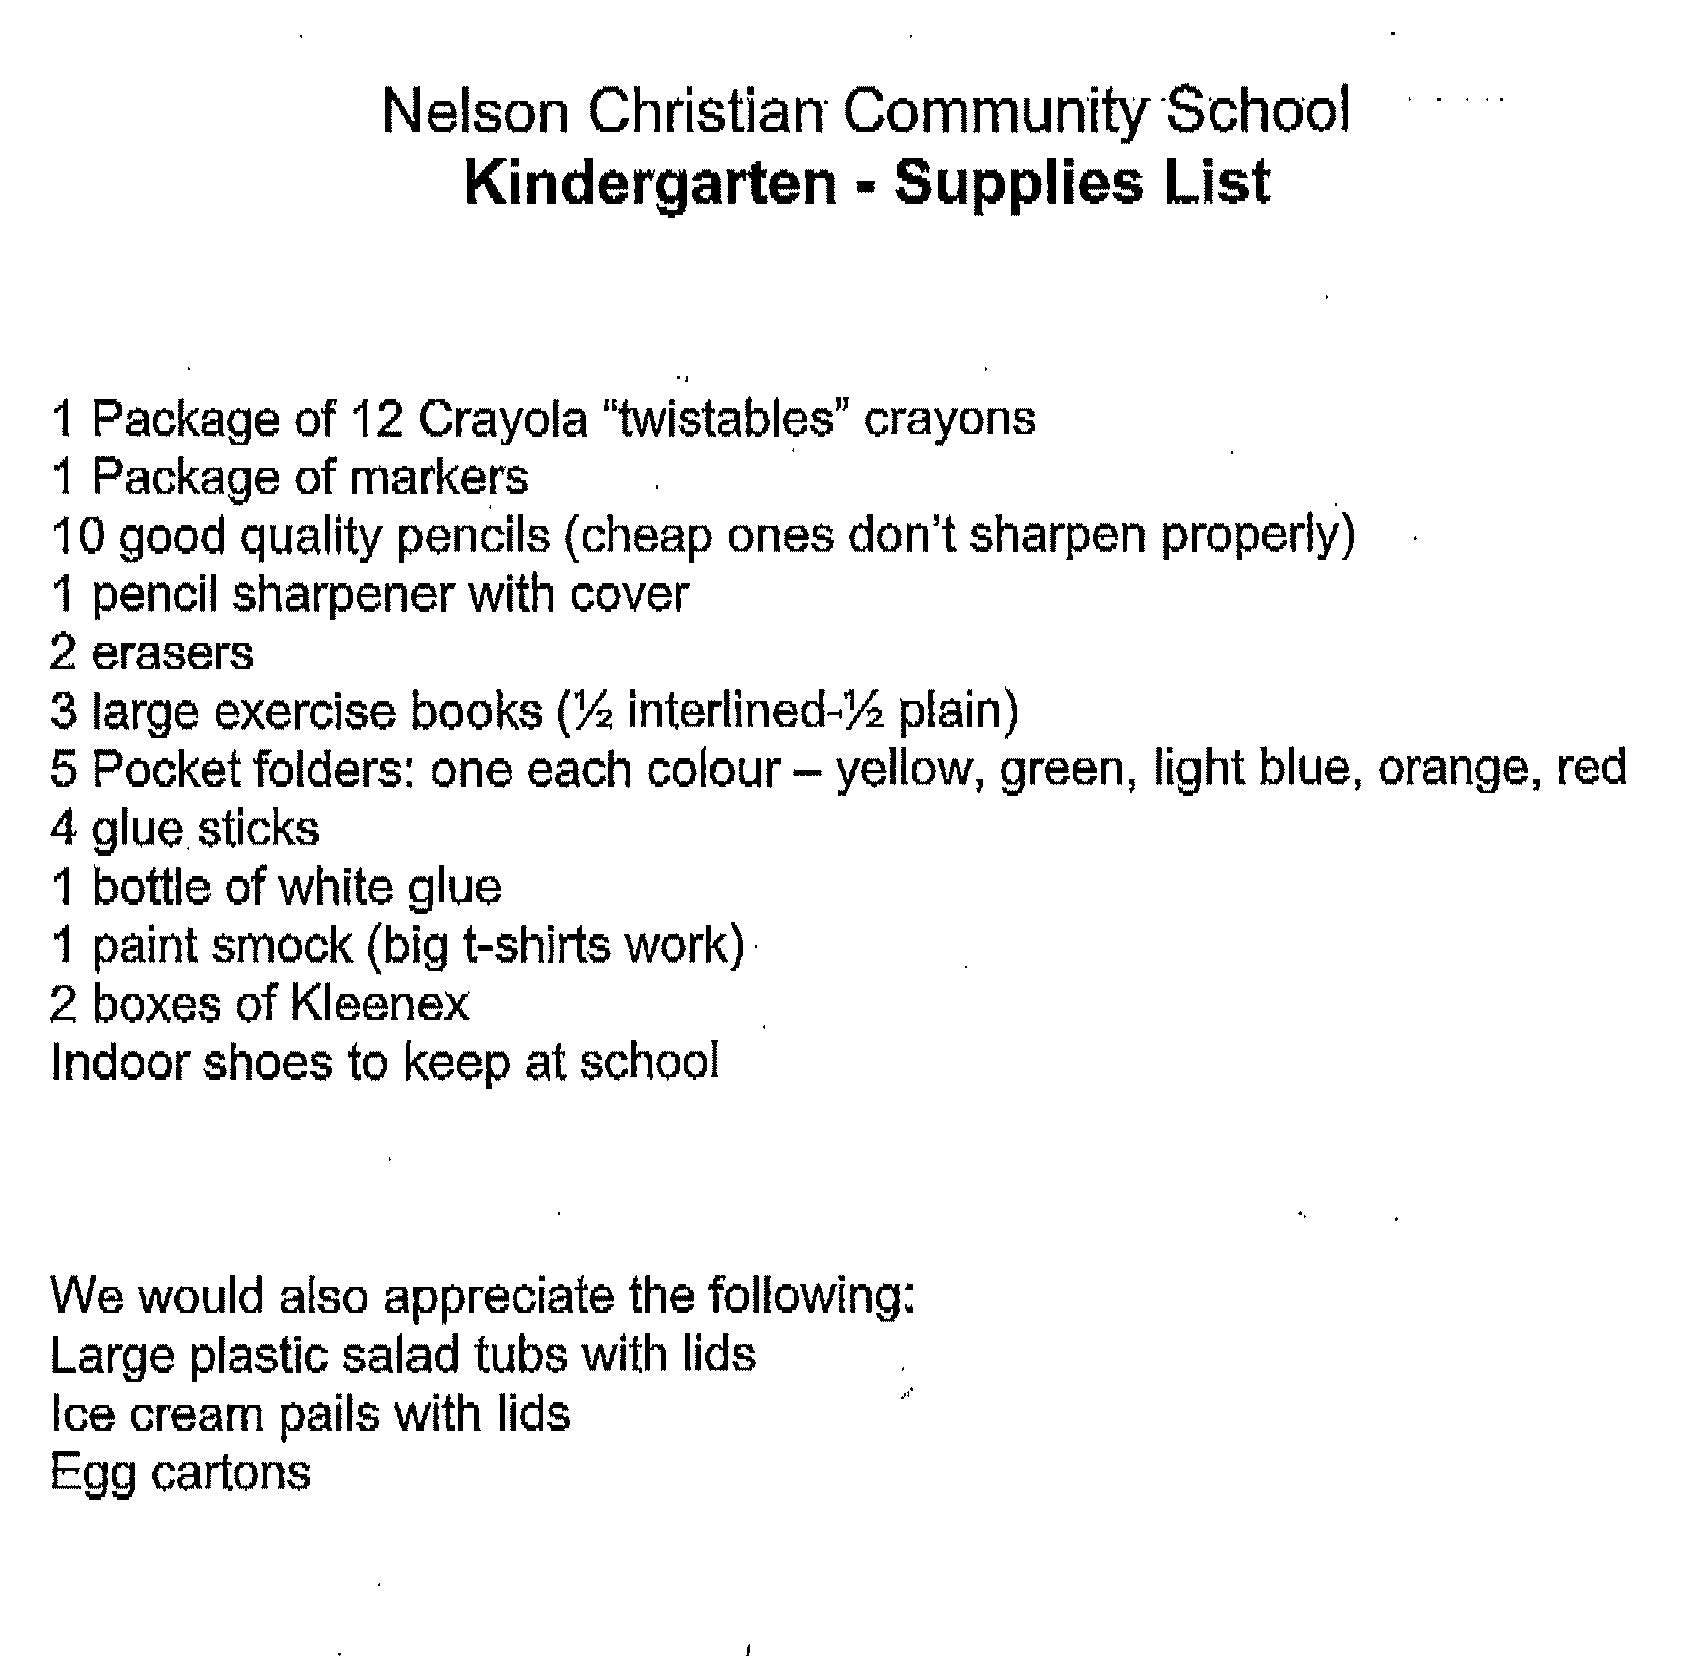 Nelson Christian Community School
Kindergarten - Supplies List
1 Package of 12 Crayola “twistables” crayons
1 Package of markers
10 good quality pencils (cheap ones don’t sharpen properly)
1 pencil sharpener with cover
2 erasers
3 large exercise books (½ interlined-½ plain)
5 Pocket folders: one each colour – yellow, green, light blue, orange, red
4 glue sticks
1 bottle of white glue
1 paint smock (big t-shirts work)
2 boxes of Kleenex
Indoor shoes to keep at school
We would also appreciate the following:
Large plastic salad tubs with lids
Ice cream pails with lids
Egg cartons